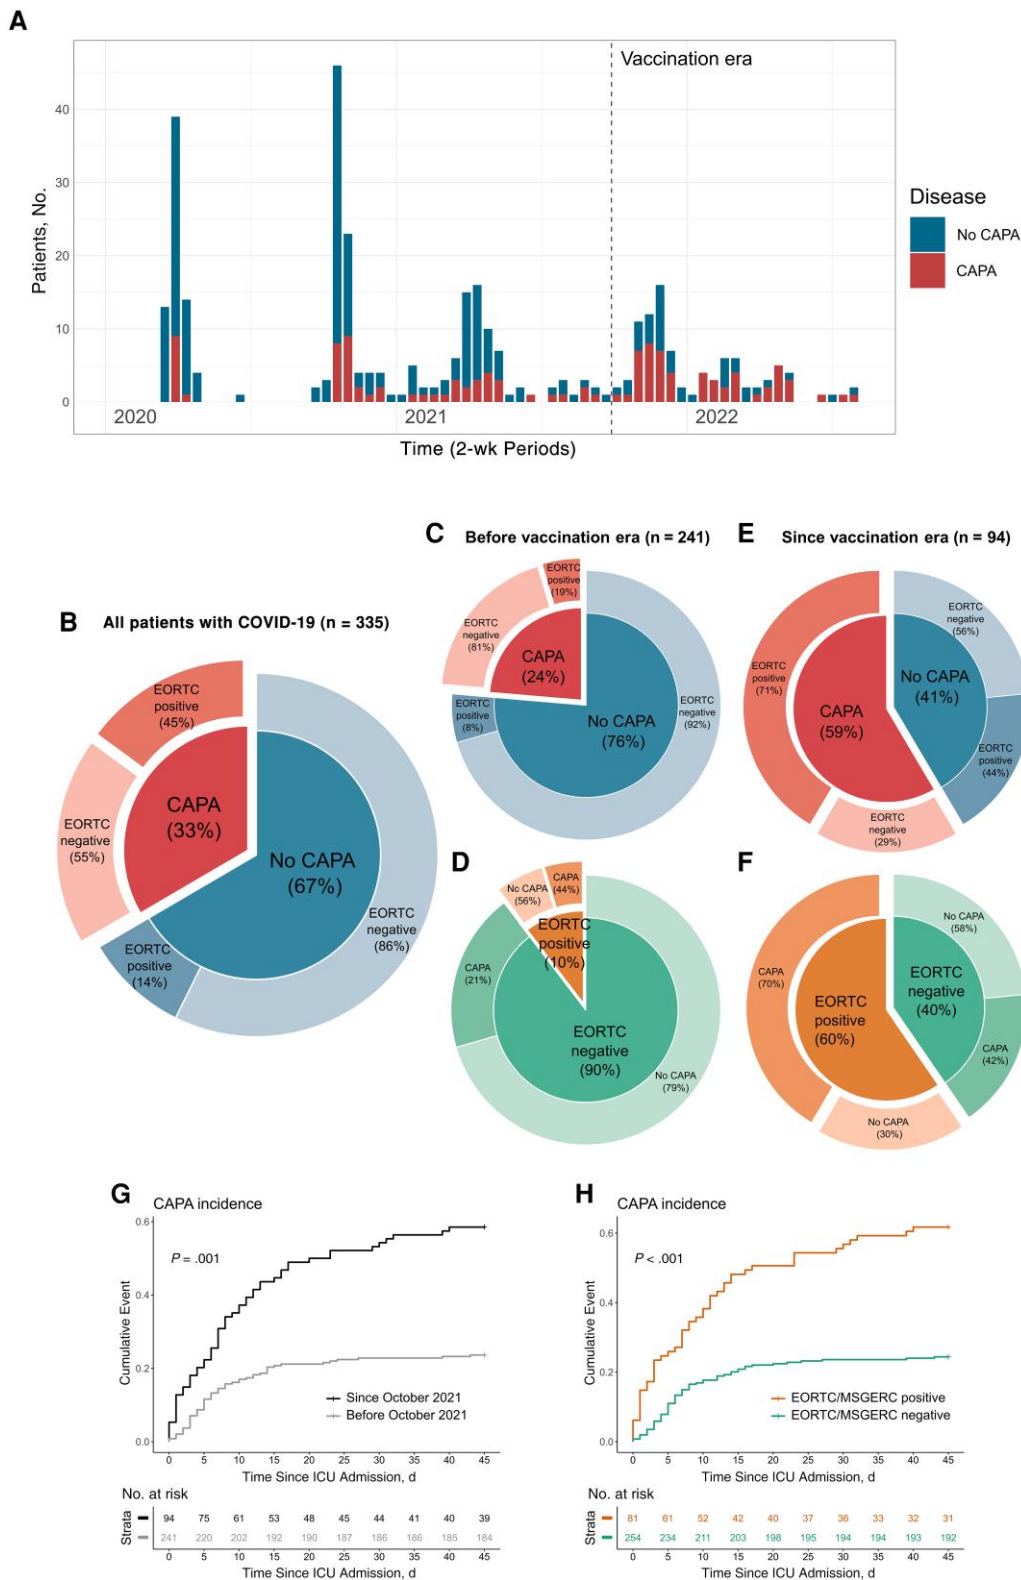 A
Vaccination era
40
30
20
10
0
Patients, No.
2020
2021
2022
Time (2-wk Periods)
Disease
No CAPA
CAPA
B
All patients with COVID-19 (n = 335)
EORTC
positive
(45%)
EORTC
negative
(55%)
CAPA
(33%)
No CAPA
(67%)
EORTC
negative
(86%)
EORTC
positive
(14%)
C
Before vaccination era (n = 241)
EORTC
positive
(19%)
EORTC
negative
(81%)
CAPA
(24%)
EORTC
positive
(8%)
No CAPA
(76%)
EORTC
negative
(92%)
D
No CAPA
(56%)
CAPA
(44%)
EORTC
positive
(10%)
CAPA
(21%)
EORTC
negative
(90%)
No CAPA
(79%)
E
Since vaccination era (n = 94)
EORTC
negative
(56%)
EORTC
positive
(71%)
No CAPA
(41%)
CAPA
(59%)
EORTC
positive
(44%)
EORTC
negative
(29%)
F
No CAPA
(58%)
CAPA
(70%)
EORTC
negative
(40%)
EORTC
positive
(60%)
CAPA
(42%)
No CAPA
(30%)
G
CAPA incidence
0.6
0.4
0.2
0.0
Cumulative Event
P = .001
Since October 2021
Before October 2021
0 5 10 15 20 25 30 35 40 45
Time Since ICU Admission, d
No. at risk
Strata
94 75 61 53 48 45 44 41 40 39
241 220 202 192 190 187 186 186 185 184
0 5 10 15 20 25 30 35 40 45
Time Since ICU Admission, d
H
CAPA incidence
0.6
0.4
0.2
0.0
Cumulative Event
P < .001
EORTC/MSGERC positive
EORTC/MSGERC negative
0 5 10 15 20 25 30 35 40 45
Time Since ICU Admission, d
No. at risk
Strata
81 61 52 42 40 37 36 33 32 31
254 234 211 203 198 195 194 194 193 192
0 5 10 15 20 25 30 35 40 45
Time Since ICU Admission, d